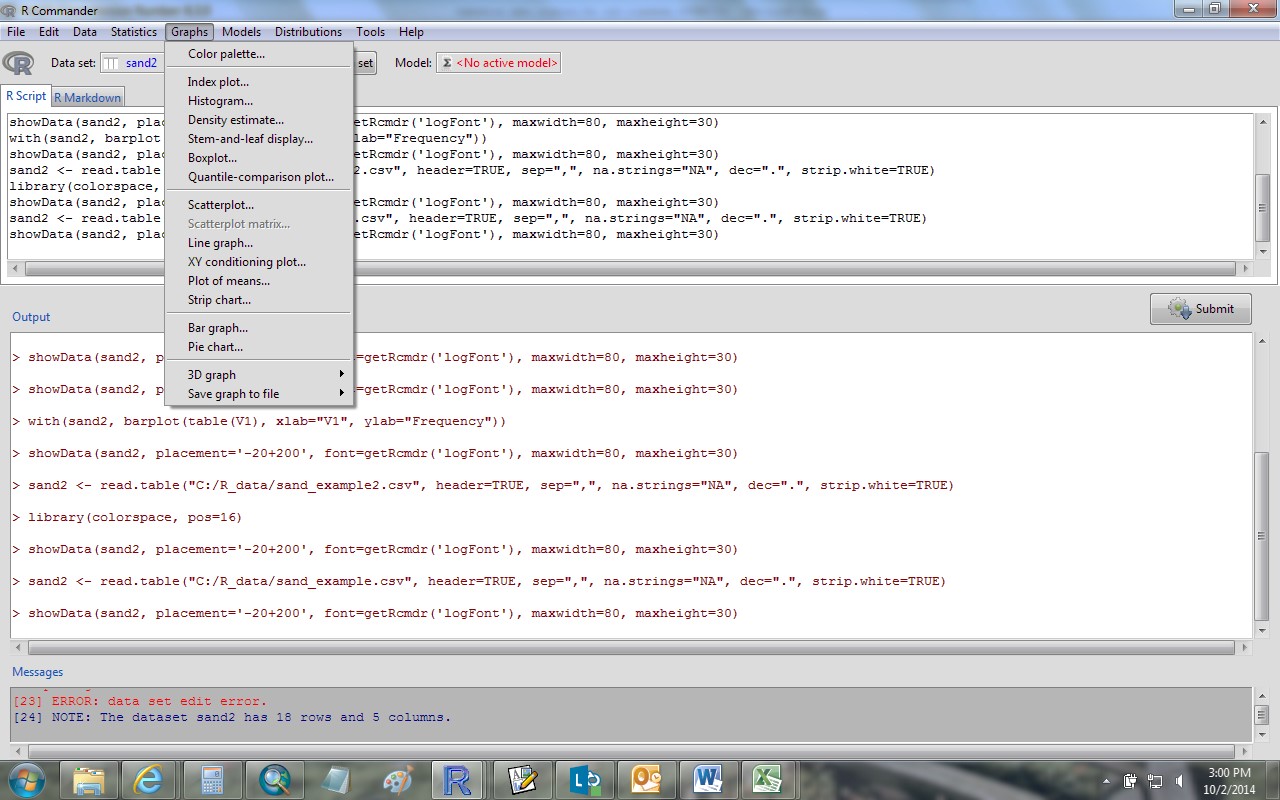 R Commander
File Edit Data Statistics Graphs Models Distributions Tools Help
Data set: sand2 set Model: Σ <No active model>
R Script R Markdown
Color palette...
Index plot...
Histogram...
Density estimate...
Stem-and-leaf display...
Boxplot...
Quantile-comparison plot...
Scatterplot...
Scatterplot matrix...
Line graph...
XY conditioning plot...
Plot of means...
Strip chart...
Bar graph...
Pie chart...
3D graph
Save graph to file
showData(sand2, plac etRcmdr('logFont'), maxwidth=80, maxheight=30)
with(sand2, barplot lab="Frequency"))
showData(sand2, plac etRcmdr('logFont'), maxwidth=80, maxheight=30)
sand2 <- read.table 2.csv", header=TRUE, sep=",", na.strings="NA", dec=".", strip.white=TRUE)
library(colorspace,
showData(sand2, plac etRcmdr('logFont'), maxwidth=80, maxheight=30)
sand2 <- read.table .csv", header=TRUE, sep=",", na.strings="NA", dec=".", strip.white=TRUE)
showData(sand2, plac etRcmdr('logFont'), maxwidth=80, maxheight=30)
Submit
Output
> showData(sand2, p =getRcmdr('logFont'), maxwidth=80, maxheight=30)
> showData(sand2, p =getRcmdr('logFont'), maxwidth=80, maxheight=30)
> with(sand2, barplot(table(V1), xlab="V1", ylab="Frequency"))
> showData(sand2, placement='-20+200', font=getRcmdr('logFont'), maxwidth=80, maxheight=30)
> sand2 <- read.table("C:/R_data/sand_example2.csv", header=TRUE, sep=",", na.strings="NA", dec=".", strip.white=TRUE)
> library(colorspace, pos=16)
> showData(sand2, placement='-20+200', font=getRcmdr('logFont'), maxwidth=80, maxheight=30)
> sand2 <- read.table("C:/R_data/sand_example.csv", header=TRUE, sep=",", na.strings="NA", dec=".", strip.white=TRUE)
> showData(sand2, placement='-20+200', font=getRcmdr('logFont'), maxwidth=80, maxheight=30)
Messages
[23] ERROR: data set edit error.
[24] NOTE: The dataset sand2 has 18 rows and 5 columns.
3:00 PM
10/2/2014